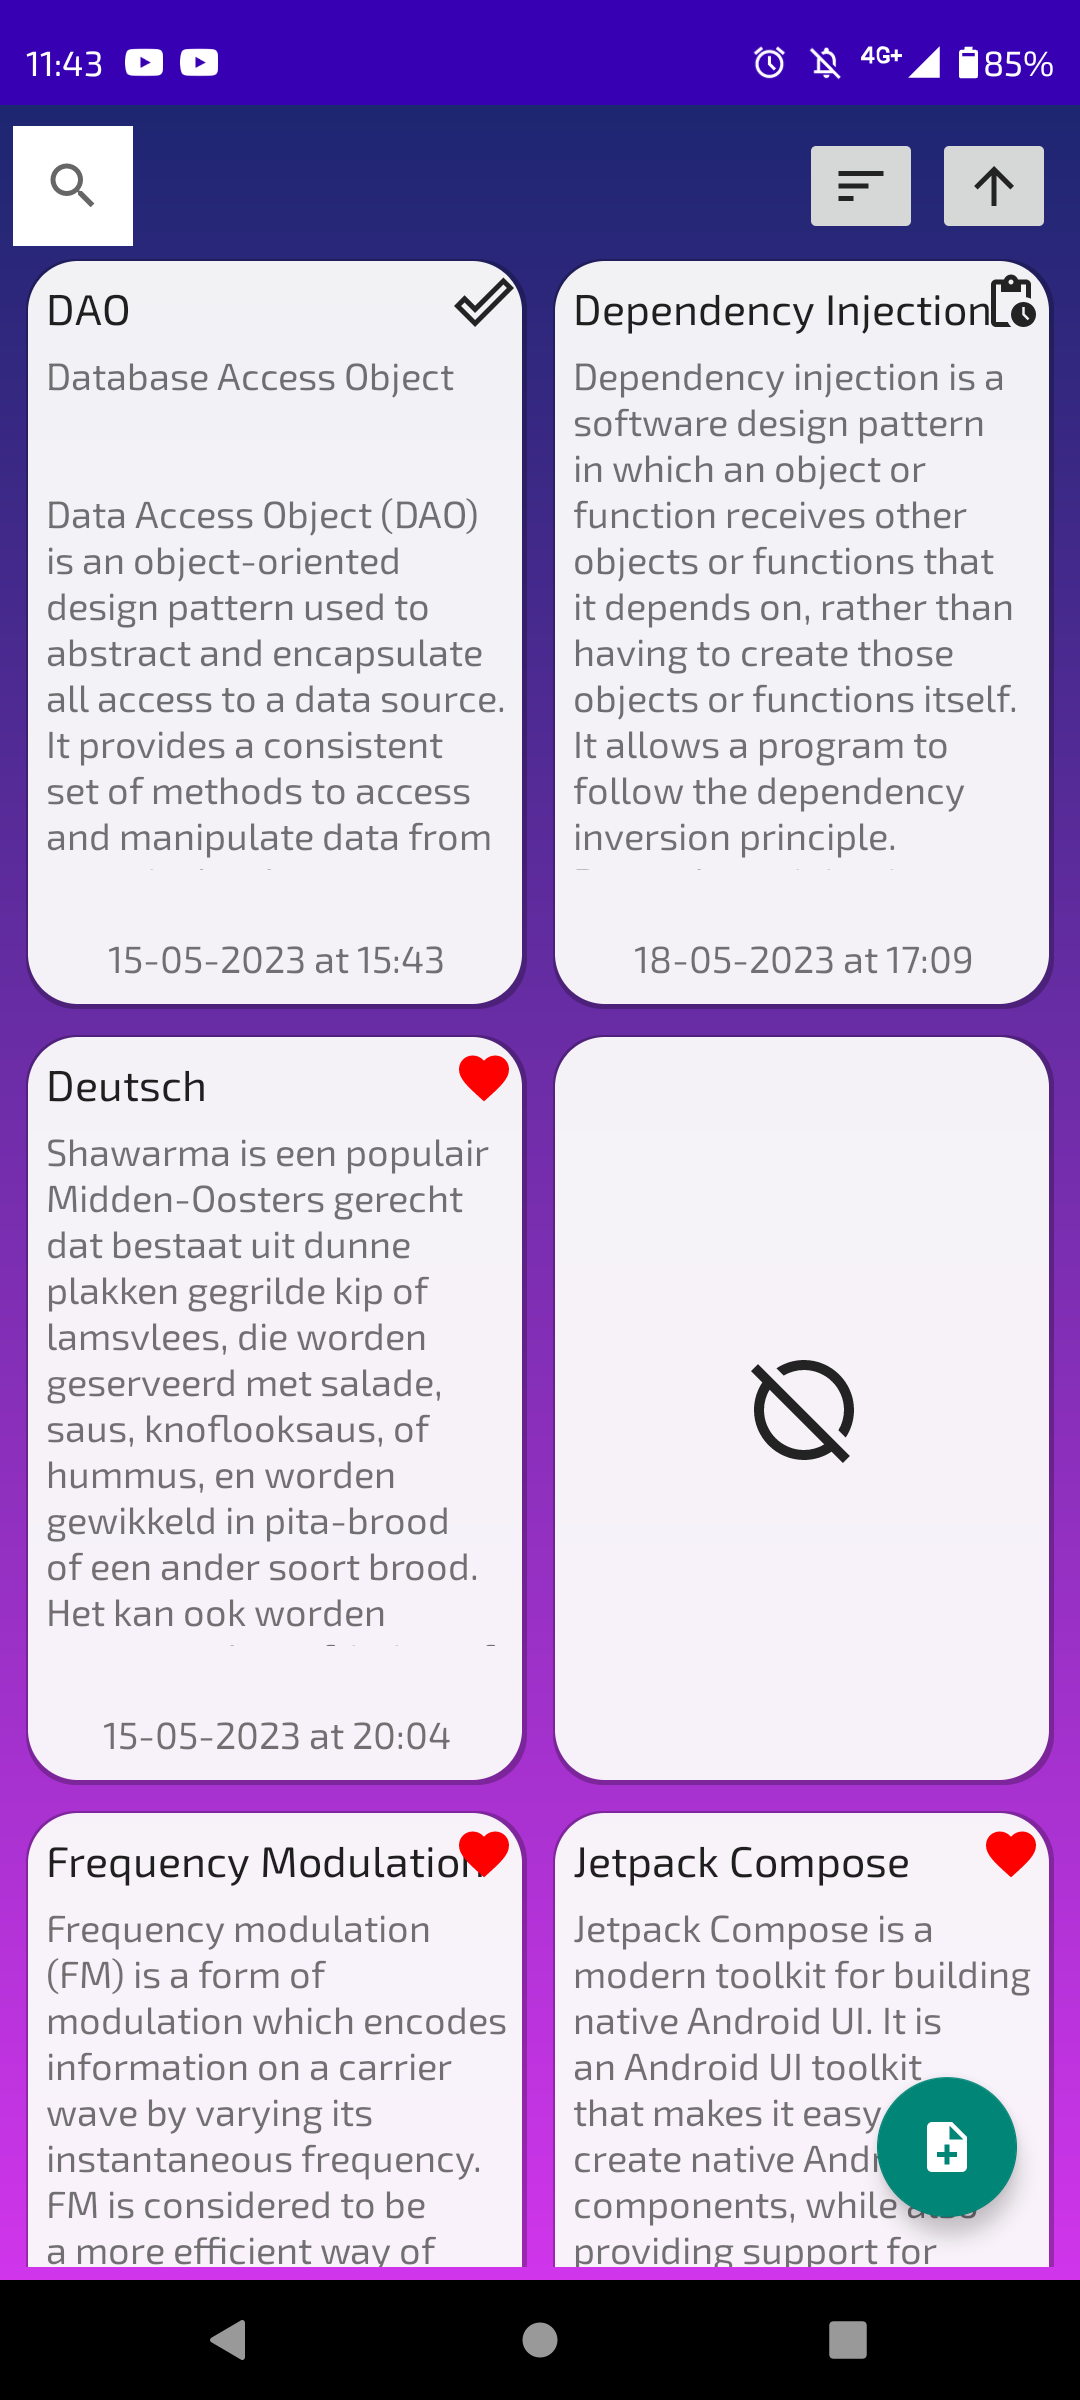 11:43
4G+
85%
DAO
Database Access Object
Data Access Object (DAO)
is an object-oriented
design pattern used to
abstract and encapsulate
all access to a data source.
It provides a consistent
set of methods to access
and manipulate data from
15-05-2023 at 15:43
Dependency Injection
Dependency injection is a
software design pattern
in which an object or
function receives other
objects or functions that
it depends on, rather than
having to create those
objects or functions itself.
It allows a program to
follow the dependency
inversion principle.
18-05-2023 at 17:09
Deutsch
Shawarma is een populair
Midden-Oosters gerecht
dat bestaat uit dunne
plakken gegrilde kip of
lamsvlees, die worden
geserveerd met salade,
saus, knoflooksaus, of
hummus, en worden
gewikkeld in pita-brood
of een ander soort brood.
Het kan ook worden
15-05-2023 at 20:04
Frequency Modulation
Frequency modulation
(FM) is a form of
modulation which encodes
information on a carrier
wave by varying its
instantaneous frequency.
FM is considered to be
a more efficient way of
Jetpack Compose
Jetpack Compose is a
modern toolkit for building
native Android UI. It is
an Android UI toolkit
that makes it easy
create native Andr
components, while also
providing support for